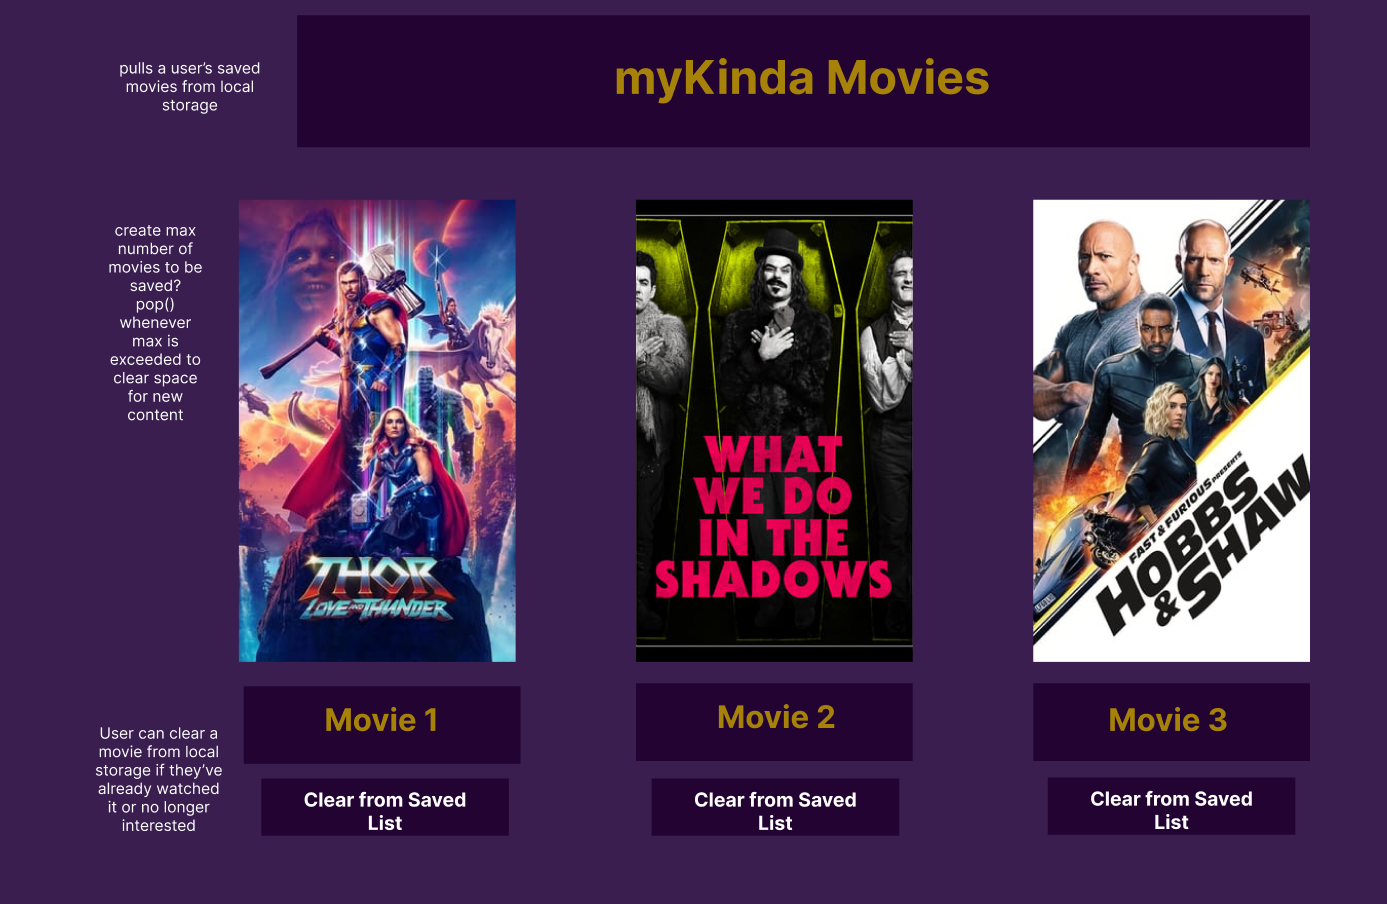 pulls a user's saved
movies from local
storage
myKinda Movies
create max
number of
movies to be
saved?
pop()
whenever
max is
exceeded to
clear space
for new
content
THOR
LOVE AND THUNDER
WHAT
WE DO
IN THE
SHADOWS
FAST & FURIOUS PRESENTS
HOBBS
& SHAW
Movie 1
Movie 2
Movie 3
User can clear a
movie from local
storage if they've
already watched
it or no longer
interested
Clear from Saved
List
Clear from Saved
List
Clear from Saved
List